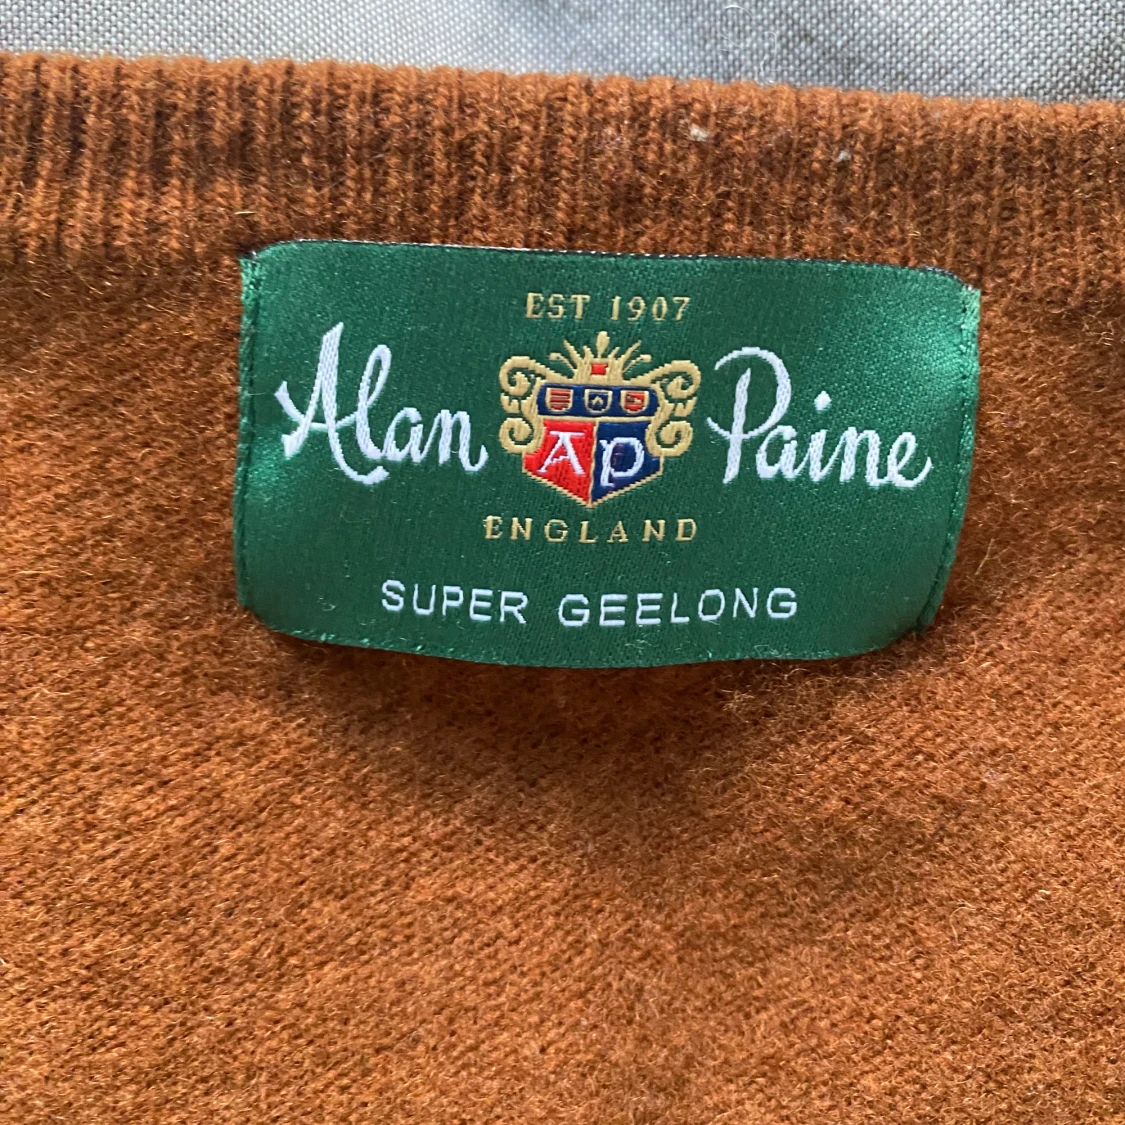 EST 1907
Alan Paine
AP
ENGLAND
SUPER GEELONG